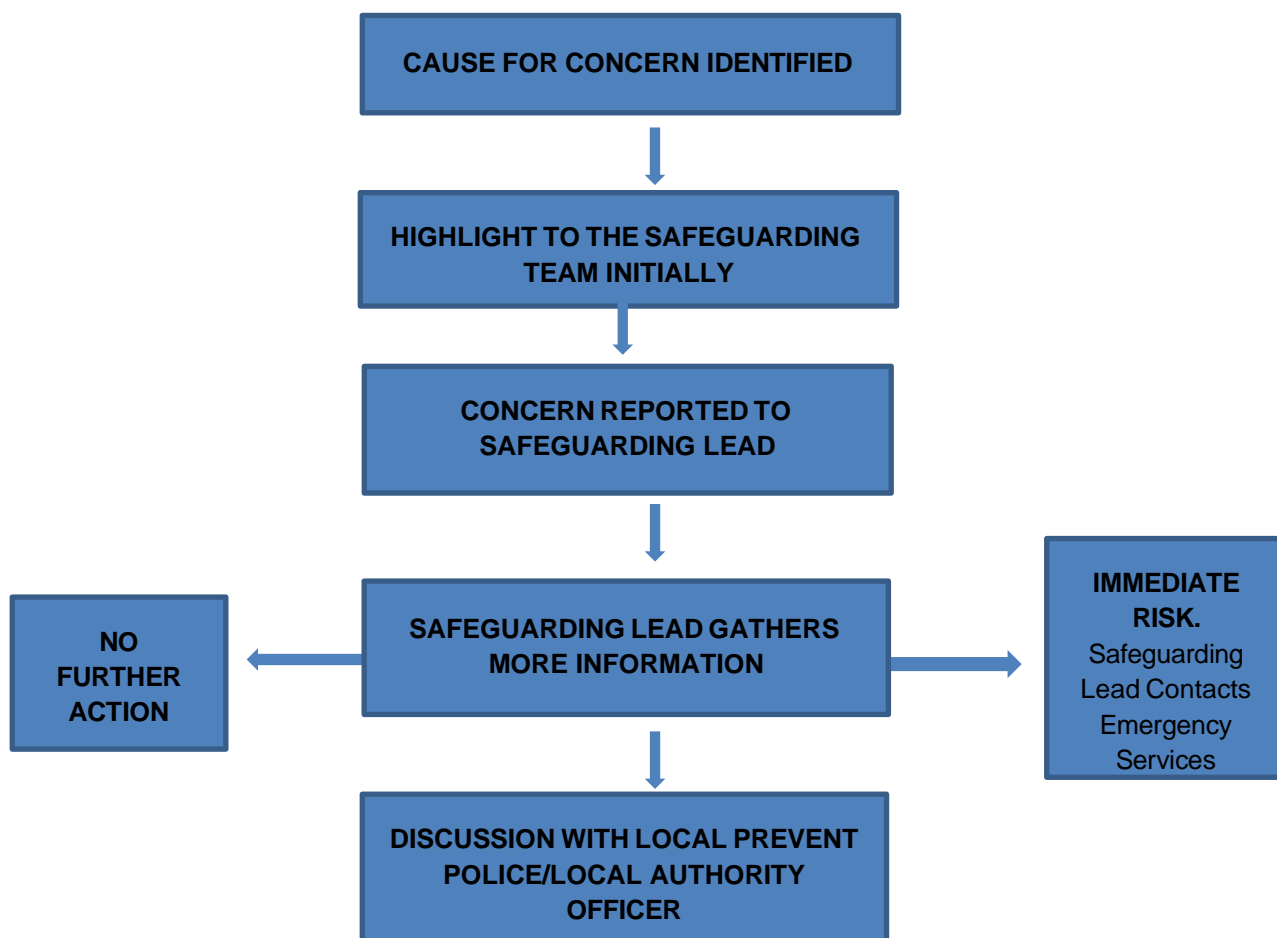 CAUSE FOR CONCERN IDENTIFIED
HIGHLIGHT TO THE SAFEGUARDING
TEAM INITIALLY
CONCERN REPORTED TO
SAFEGUARDING LEAD
SAFEGUARDING LEAD GATHERS
MORE INFORMATION
NO
FURTHER
ACTION
IMMEDIATE
RISK.
Safeguarding
Lead Contacts
Emergency
Services
DISCUSSION WITH LOCAL PREVENT
POLICE/LOCAL AUTHORITY
OFFICER